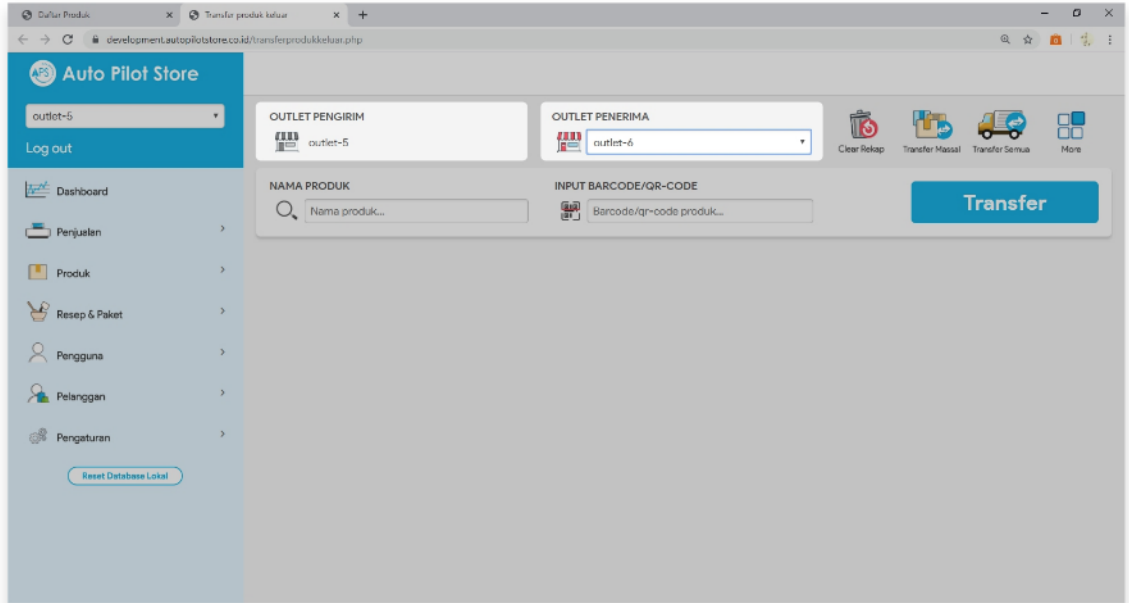 Daftar Produk
Transfer produk keluar
development.autopilotstore.co.id/transferprodukkeluar.php
APS Auto Pilot Store
outlet-5
Log out
OUTLET PENGIRIM
outlet-5
OUTLET PENERIMA
outlet-6
Clear Rekap
Transfer Massal
Transfer Semua
More
NAMA PRODUK
Nama produk...
INPUT BARCODE/QR-CODE
Barcode/qr-code produk...
Transfer
Dashboard
Penjualan
Produk
Resep & Paket
Pengguna
Pelanggan
Pengaturan
Reset Database Lokal